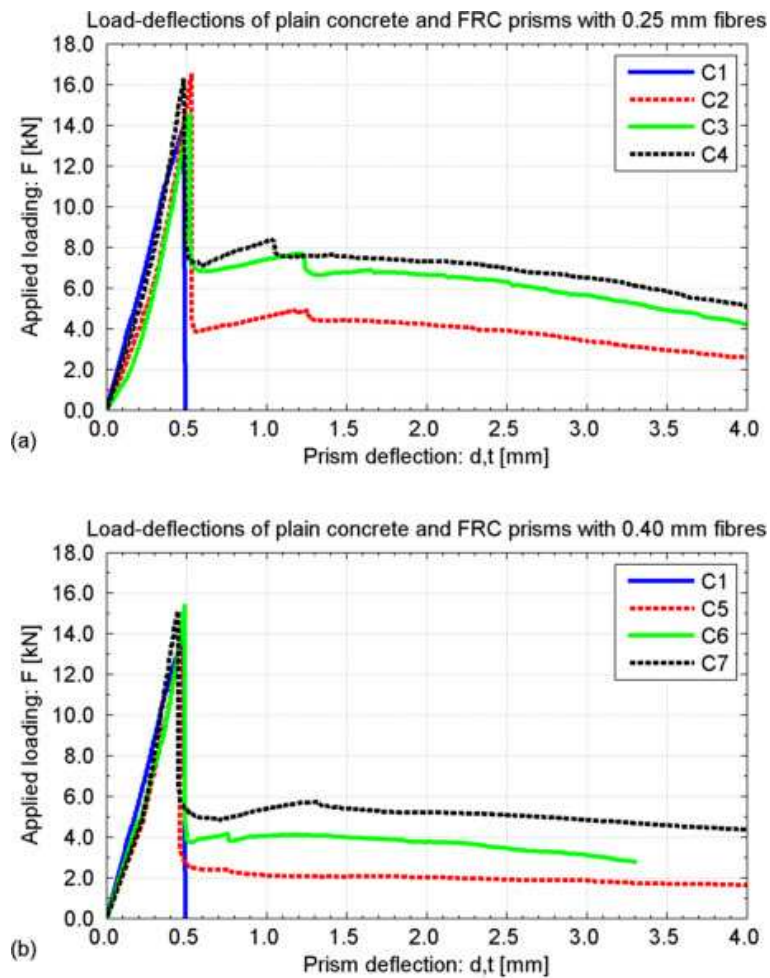 Load-deflections of plain concrete and FRC prisms with 0.25 mm fibres
18.0
16.0
14.0
12.0
10.0
8.0
6.0
4.0
2.0
0.0
Applied loading: F [kN]
C1
C2
C3
C4
0.0 0.5 1.0 1.5 2.0 2.5 3.0 3.5 4.0
(a)
Prism deflection: d,t [mm]
Load-deflections of plain concrete and FRC prisms with 0.40 mm fibres
18.0
16.0
14.0
12.0
10.0
8.0
6.0
4.0
2.0
0.0
Applied loading: F [kN]
C1
C5
C6
C7
0.0 0.5 1.0 1.5 2.0 2.5 3.0 3.5 4.0
(b)
Prism deflection: d,t [mm]